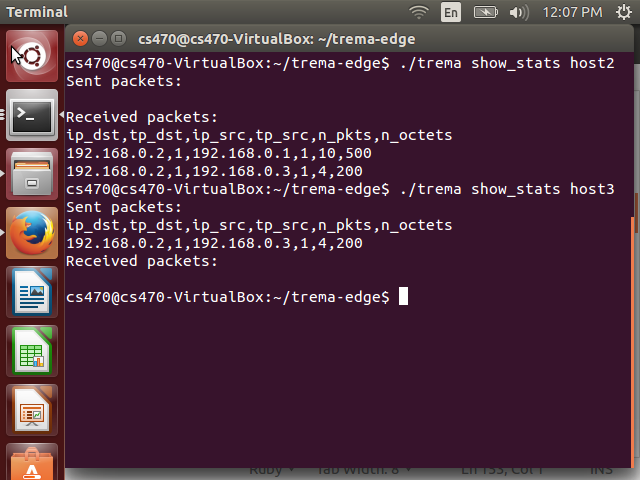 Terminal
En
12:07 PM
cs470@cs470-VirtualBox: ~/trema-edge
cs470@cs470-VirtualBox:~/trema-edge$ ./trema show_stats host2
Sent packets:
Received packets:
ip_dst,tp_dst,ip_src,tp_src,n_pkts,n_octets
192.168.0.2,1,192.168.0.1,1,10,500
192.168.0.2,1,192.168.0.3,1,4,200
cs470@cs470-VirtualBox:~/trema-edge$ ./trema show_stats host3
Sent packets:
ip_dst,tp_dst,ip_src,tp_src,n_pkts,n_octets
192.168.0.2,1,192.168.0.3,1,4,200
Received packets:
cs470@cs470-VirtualBox:~/trema-edge$
Ruby Tab Width: 8 Ln 153, Col 1 INS